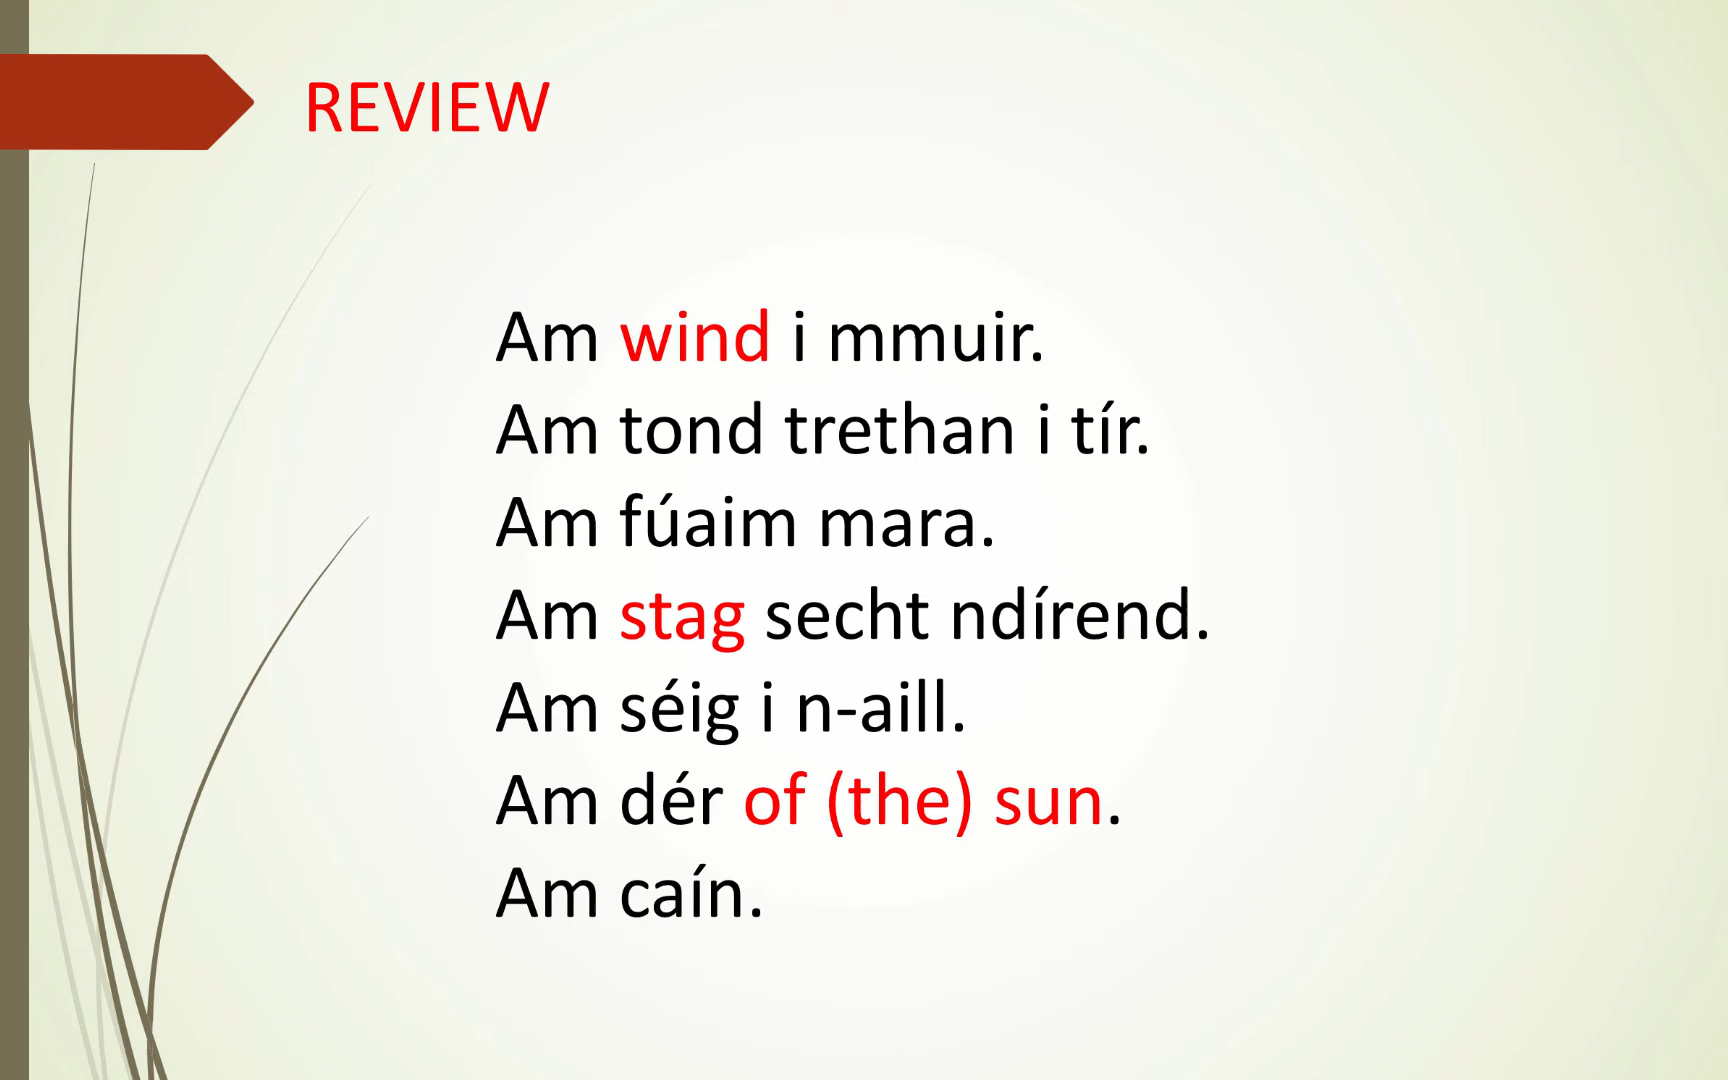 REVIEW
Am wind i mmuir.
Am tond trethan i tír.
Am fúaim mara.
Am stag secht ndírend.
Am séig i n-aill.
Am dér of (the) sun.
Am caín.